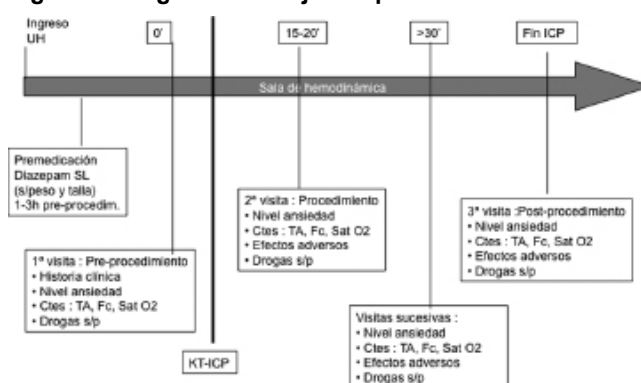 Ingreso
UH
0'
15-20'
>30'
Fin ICP
Sala de hemodinámica
Premedicación
Diazepam SL
(s/peso y talla)
1-3h pre-procedim.
1ª visita : Pre-procedimiento
• Historia clínica
• Nivel ansiedad
• Ctes : TA, Fc, Sat O2
• Drogas s/p
KT-ICP
2ª visita : Procedimiento
• Nivel ansiedad
• Ctes : TA, Fc, Sat O2
• Efectos adversos
• Drogas s/p
Visitas sucesivas :
• Nivel ansiedad
• Ctes : TA, Fc, Sat O2
• Efectos adversos
• Drogas s/p
3ª visita :Post-procedimiento
• Nivel ansiedad
• Ctes : TA, Fc, Sat O2
• Efectos adversos
• Drogas s/p